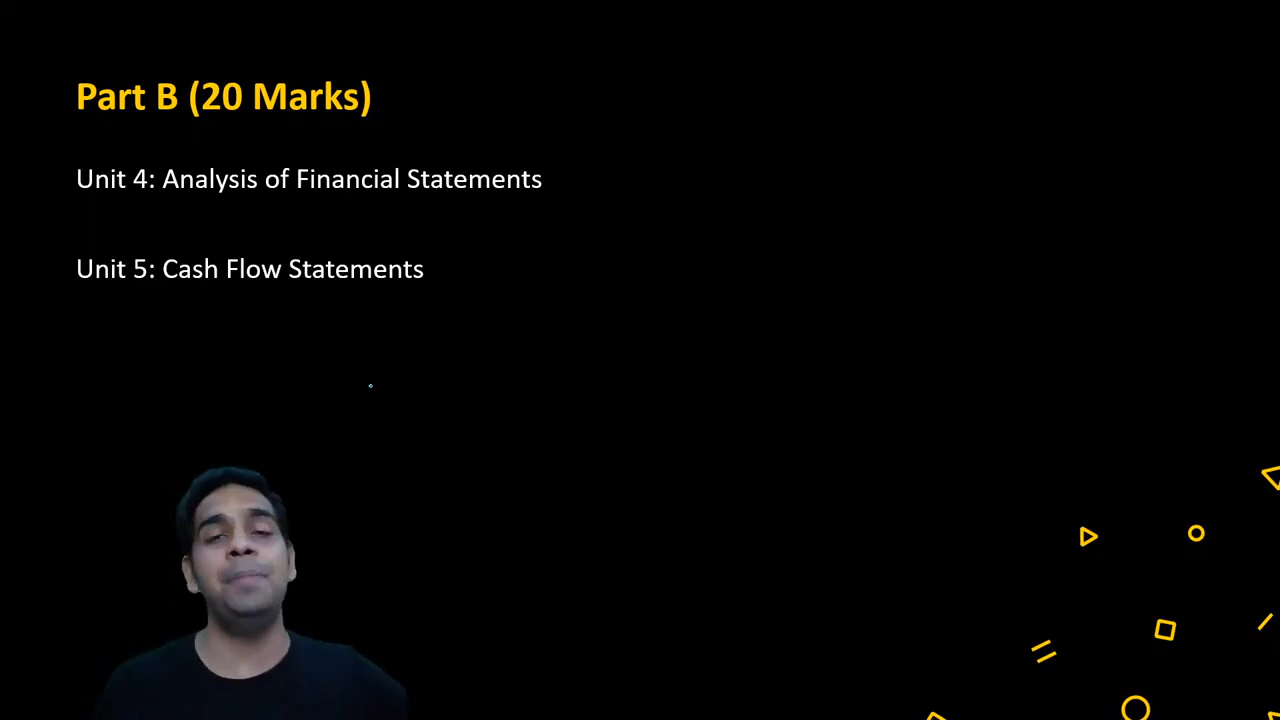 Part B (20 Marks)
Unit 4: Analysis of Financial Statements
Unit 5: Cash Flow Statements